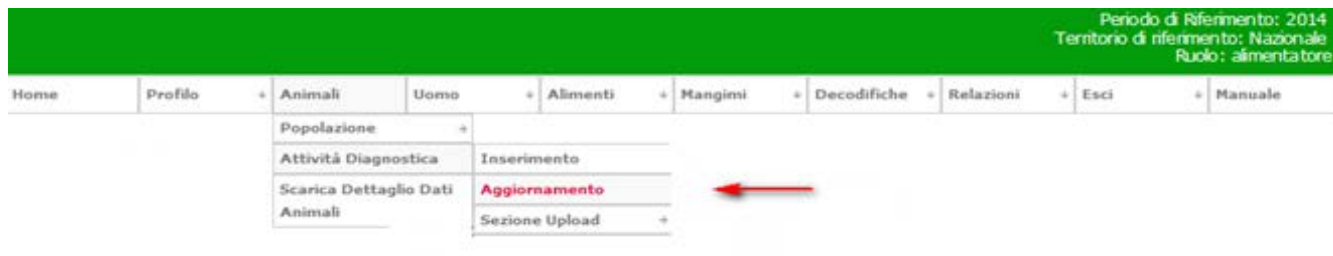 Periodo di Riferimento: 2014
Territorio di riferimento: Nazionale
Ruolo: alimentatore
Home Profilo + Animali Uomo + Alimenti + Mangimi + Decodifiche + Relazioni + Esci + Manuale
Popolazione +
Attività Diagnostica Inserimento
Scarica Dettaglio Dati Aggiornamento
Animali Sezione Upload +